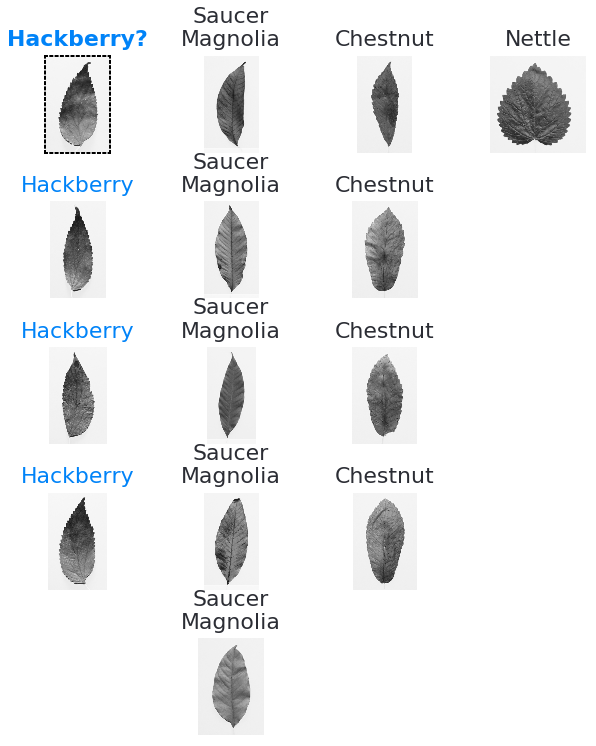 Hackberry?
Saucer
Magnolia
Chestnut
Nettle
Hackberry
Saucer
Magnolia
Chestnut
Hackberry
Saucer
Magnolia
Chestnut
Hackberry
Saucer
Magnolia
Chestnut
Saucer
Magnolia